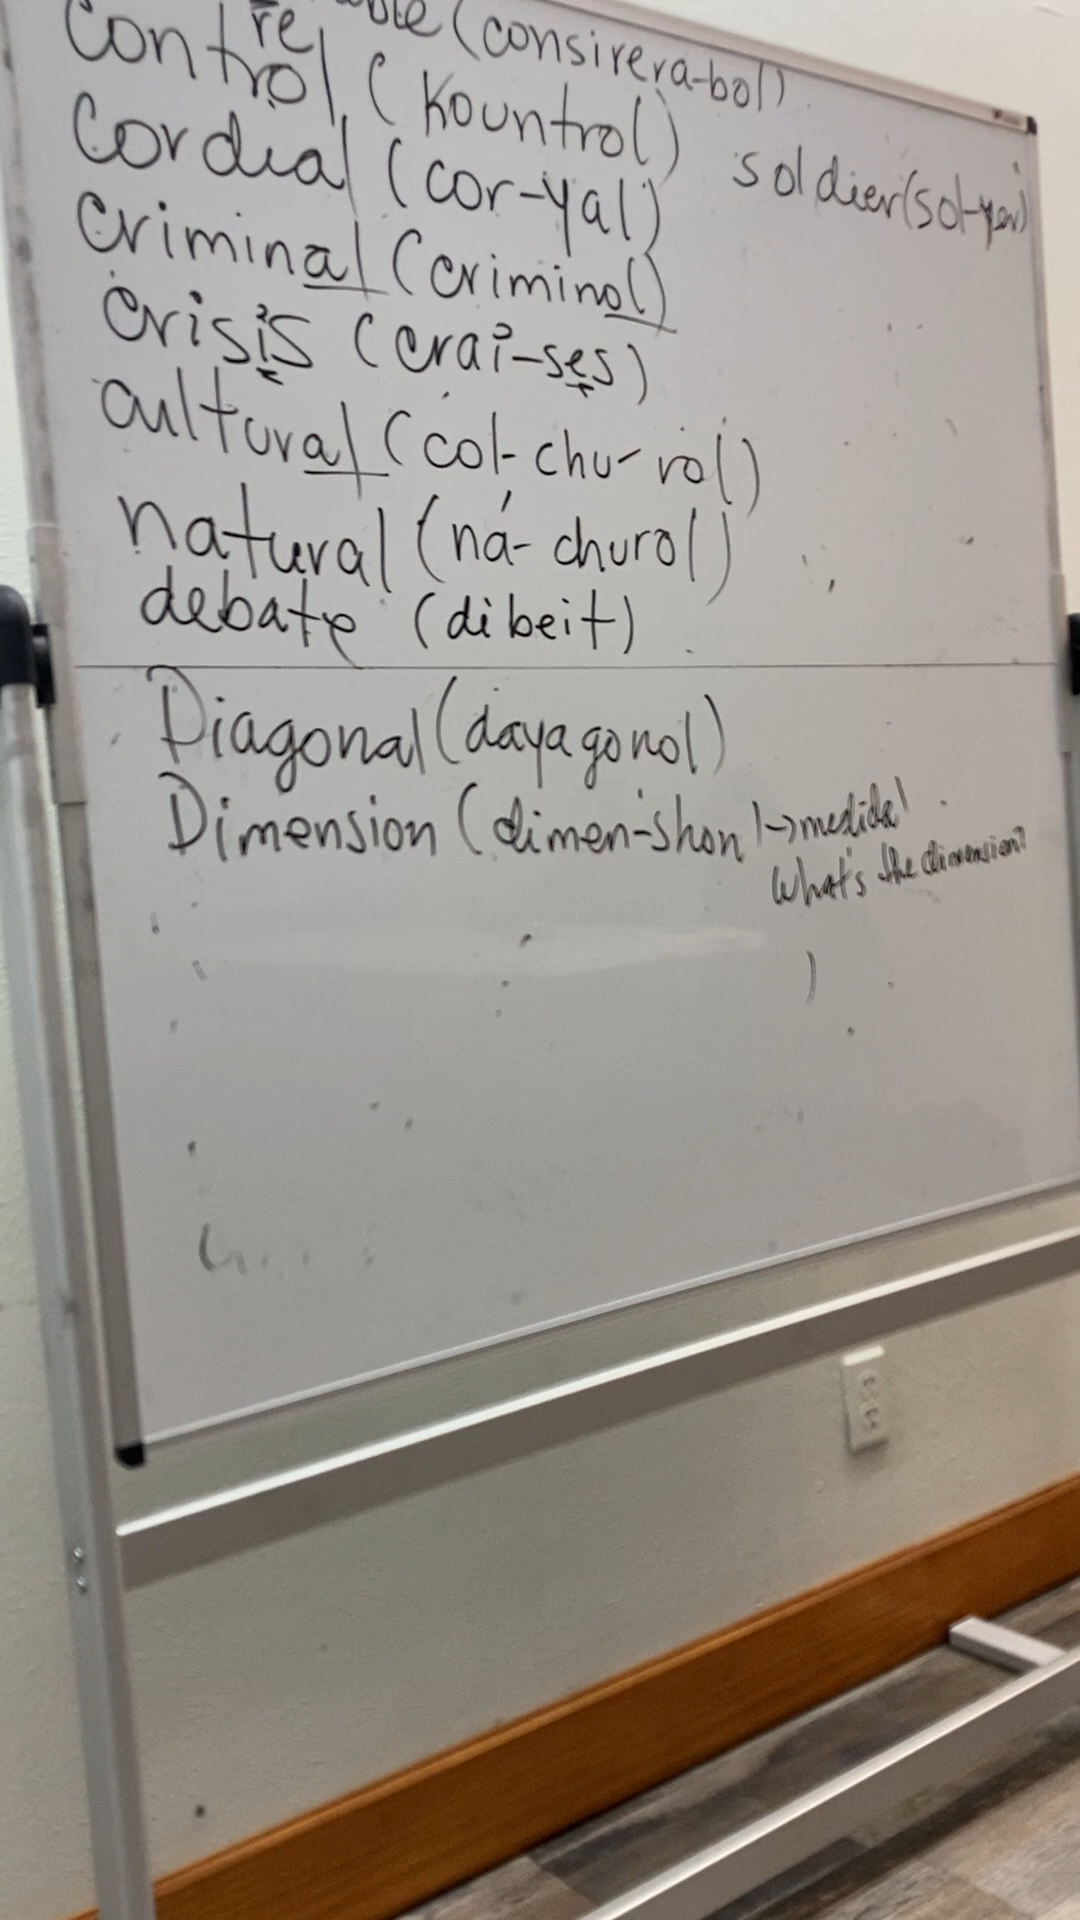 (consirera-bol)
Control (Kountrol)
Cordial (cor-yal)
soldier (sol-yer)
criminal (criminol)
crisis (crai-ses)
cultural (col-chu-rol)
natural (ná-churol)
debate (dibeit)
Diagonal (dayagonol)
Dimension (dimen-shon) → medida
What's the dimension?